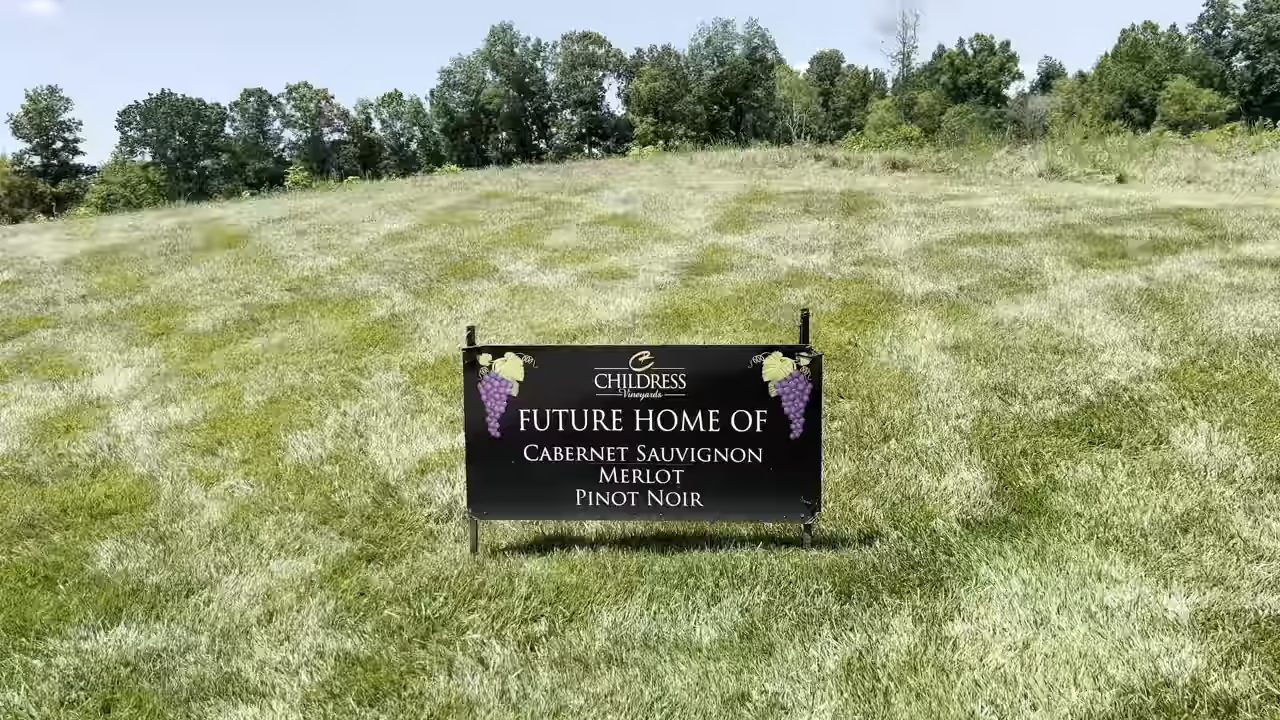 CHILDRESS
Vineyards
FUTURE HOME OF
CABERNET SAUVIGNON
MERLOT
PINOT NOIR